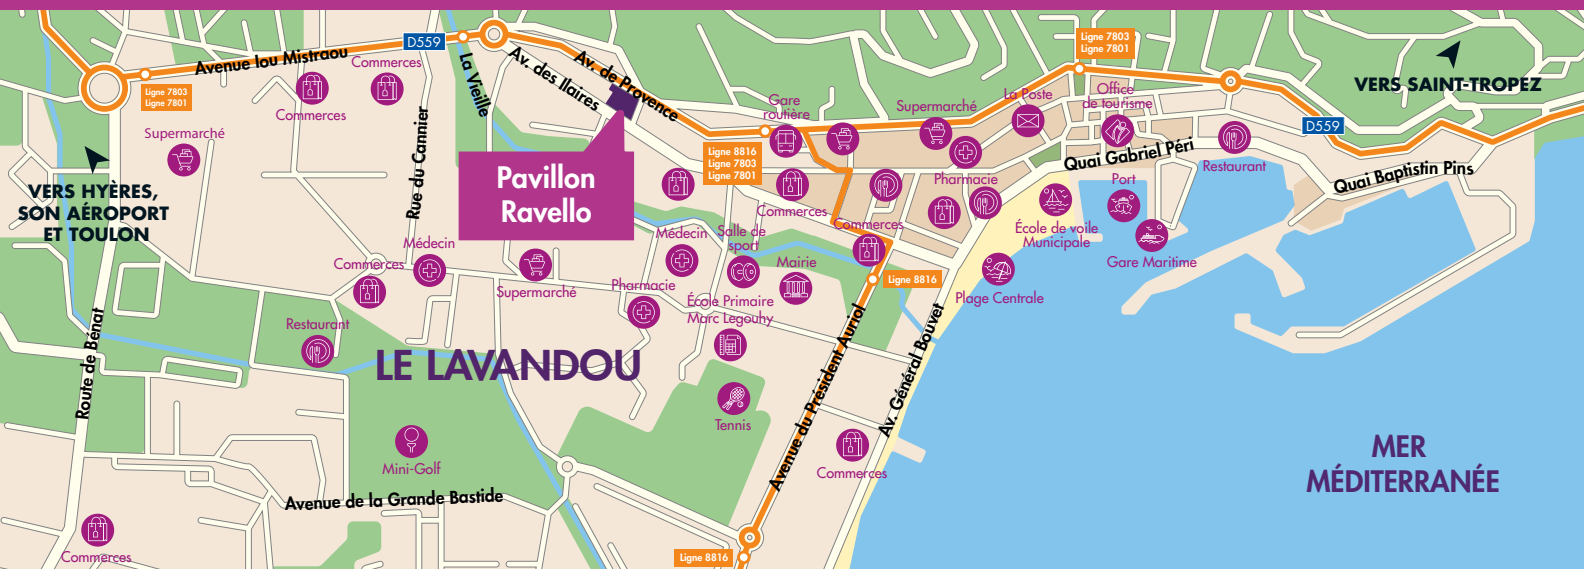 D559
Avenue lou Mistraou
Ligne 7803
Ligne 7801
Commerces
Commerces
Supermarché
VERS HYÈRES,
SON AÉROPORT
ET TOULON
Rue du Cannier
La Vieille
Av. des Ilaires
Av. de Provence
Pavillon
Ravello
Gare
routière
Ligne 8816
Ligne 7803
Ligne 7801
Supermarché
La Poste
Ligne 7803
Ligne 7801
Office
de tourisme
VERS SAINT-TROPEZ
D559
Quai Gabriel Péri
Restaurant
Quai Baptistin Pins
Pharmacie
Port
Commerces
Commerces
École de voile
Municipale
Gare Maritime
Plage Centrale
Médecin
Commerces
Supermarché
Médecin
Salle de
sport
Mairie
Pharmacie
École Primaire
Marc Legouhy
Ligne 8816
Restaurant
LE LAVANDOU
Route de Bénat
Avenue du Président Auriol
Av. Général Bouvet
Tennis
Mini-Golf
Commerces
MER
MÉDITERRANÉE
Avenue de la Grande Bastide
Commerces
Ligne 8816